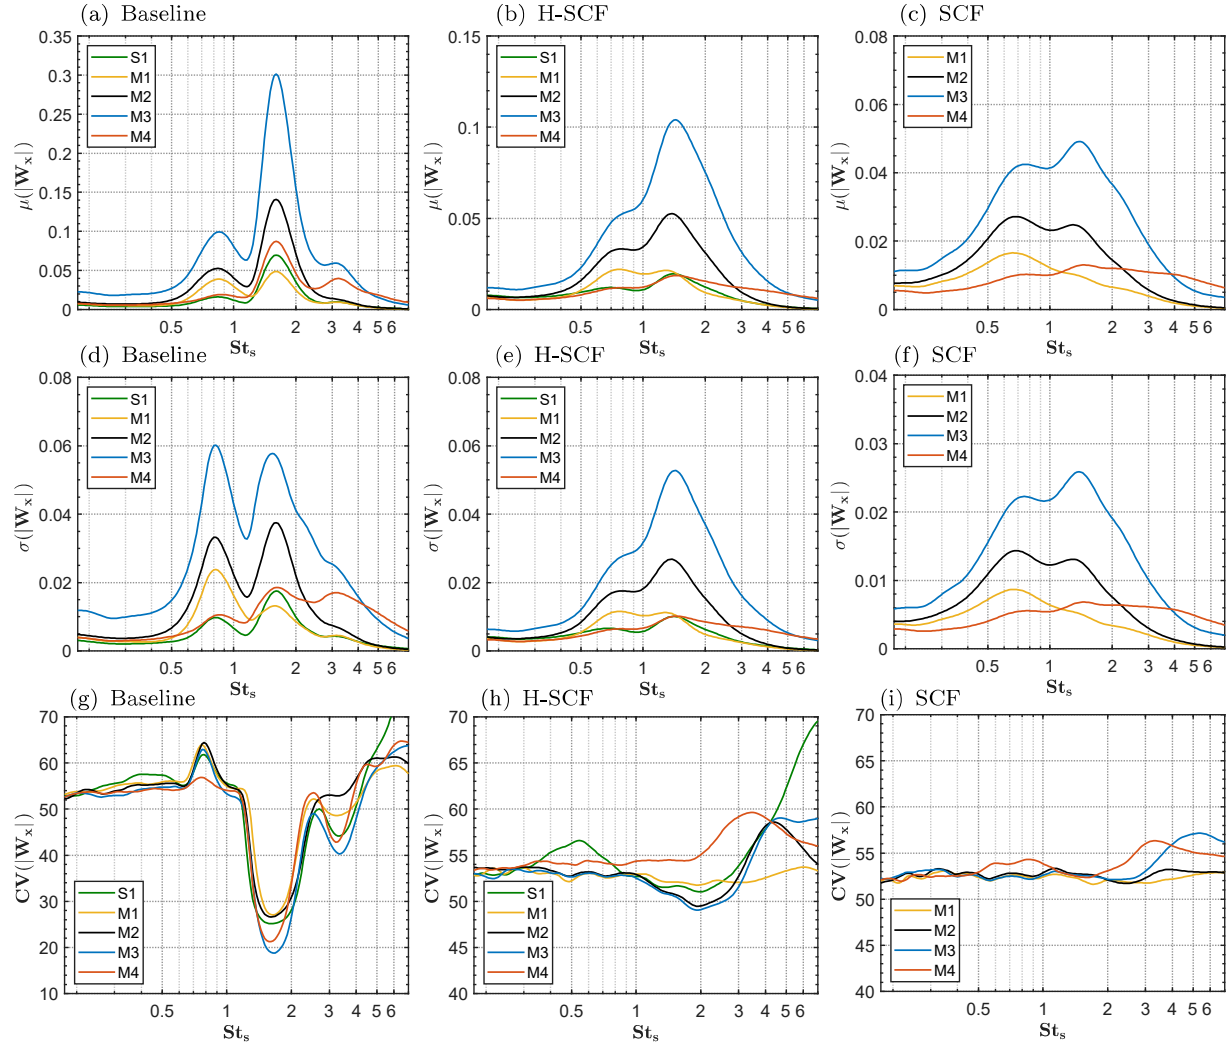 (a) Baseline
(b) H-SCF
(c) SCF
0.35
0.3
0.25
0.2
0.15
0.1
0.05
0
μ(|Wₓ|)
S1
M1
M2
M3
M4
0.5 1 2 3 4 5 6
Stₛ
0.15
0.1
0.05
0
μ(|Wₓ|)
S1
M1
M2
M3
M4
0.5 1 2 3 4 5 6
Stₛ
0.08
0.06
0.04
0.02
0
μ(|Wₓ|)
M1
M2
M3
M4
0.5 1 2 3 4 5 6
Stₛ
(d) Baseline
(e) H-SCF
(f) SCF
0.08
0.06
0.04
0.02
0
σ(|Wₓ|)
S1
M1
M2
M3
M4
0.5 1 2 3 4 5 6
Stₛ
0.08
0.06
0.04
0.02
0
σ(|Wₓ|)
S1
M1
M2
M3
M4
0.5 1 2 3 4 5 6
Stₛ
0.04
0.03
0.02
0.01
0
σ(|Wₓ|)
M1
M2
M3
M4
0.5 1 2 3 4 5 6
Stₛ
(g) Baseline
(h) H-SCF
(i) SCF
70
60
50
40
30
20
10
CV(|Wₓ|)
S1
M1
M2
M3
M4
0.5 1 2 3 4 5 6
Stₛ
70
65
60
55
50
45
40
CV(|Wₓ|)
S1
M1
M2
M3
M4
0.5 1 2 3 4 5 6
Stₛ
70
65
60
55
50
45
40
CV(|Wₓ|)
M1
M2
M3
M4
0.5 1 2 3 4 5 6
Stₛ